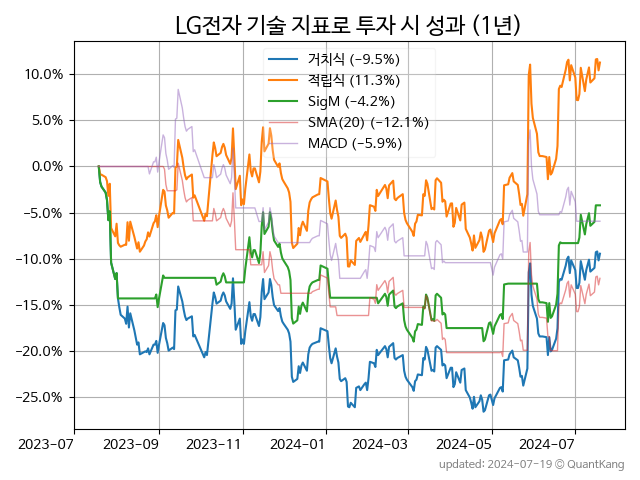 LG전자 기술 지표로 투자 시 성과 (1년)
거치식 (−9.5%)
적립식 (11.3%)
SigM (−4.2%)
SMA(20) (−12.1%)
MACD (−5.9%)
10.0%
5.0%
0.0%
−5.0%
−10.0%
−15.0%
−20.0%
−25.0%
2023-07 2023-09 2023-11 2024-01 2024-03 2024-05 2024-07
updated: 2024-07-19 © QuantKang